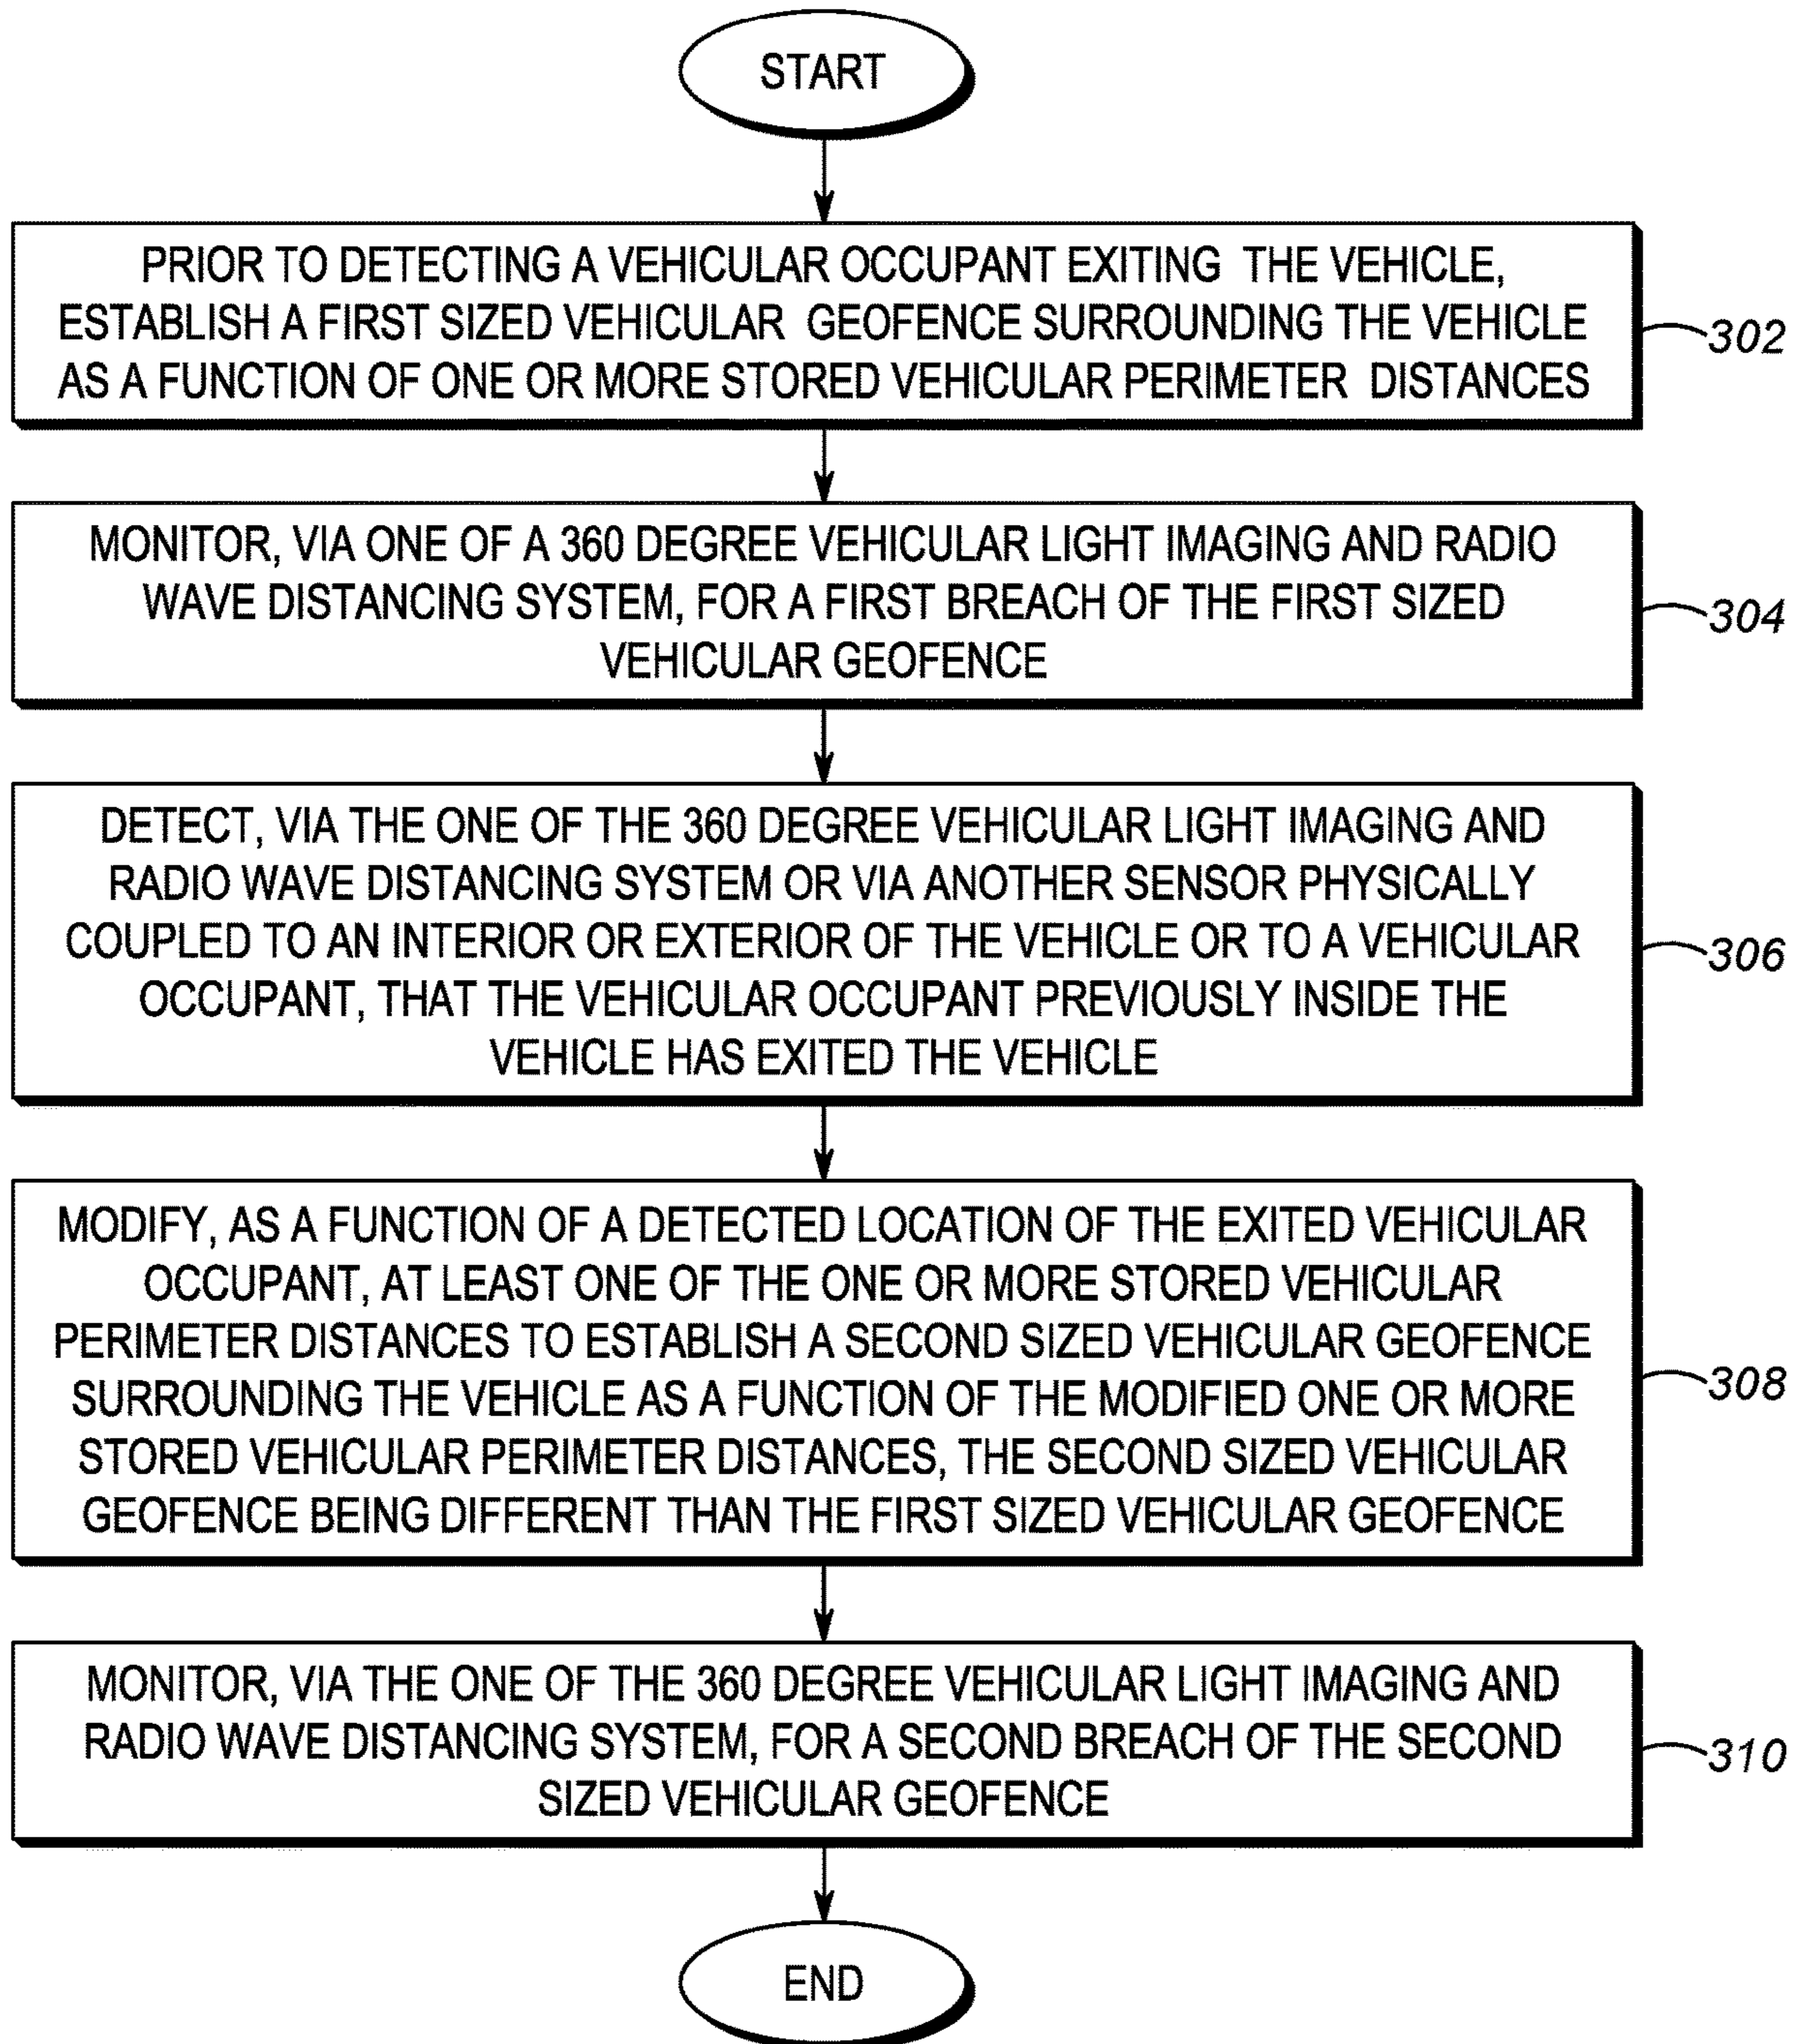 START
PRIOR TO DETECTING A VEHICULAR OCCUPANT EXITING THE VEHICLE,
ESTABLISH A FIRST SIZED VEHICULAR GEOFENCE SURROUNDING THE VEHICLE
AS A FUNCTION OF ONE OR MORE STORED VEHICULAR PERIMETER DISTANCES
302
MONITOR, VIA ONE OF A 360 DEGREE VEHICULAR LIGHT IMAGING AND RADIO
WAVE DISTANCING SYSTEM, FOR A FIRST BREACH OF THE FIRST SIZED
VEHICULAR GEOFENCE
304
DETECT, VIA THE ONE OF THE 360 DEGREE VEHICULAR LIGHT IMAGING AND
RADIO WAVE DISTANCING SYSTEM OR VIA ANOTHER SENSOR PHYSICALLY
COUPLED TO AN INTERIOR OR EXTERIOR OF THE VEHICLE OR TO A VEHICULAR
OCCUPANT, THAT THE VEHICULAR OCCUPANT PREVIOUSLY INSIDE THE
VEHICLE HAS EXITED THE VEHICLE
306
MODIFY, AS A FUNCTION OF A DETECTED LOCATION OF THE EXITED VEHICULAR
OCCUPANT, AT LEAST ONE OF THE ONE OR MORE STORED VEHICULAR
PERIMETER DISTANCES TO ESTABLISH A SECOND SIZED VEHICULAR GEOFENCE
SURROUNDING THE VEHICLE AS A FUNCTION OF THE MODIFIED ONE OR MORE
STORED VEHICULAR PERIMETER DISTANCES, THE SECOND SIZED VEHICULAR
GEOFENCE BEING DIFFERENT THAN THE FIRST SIZED VEHICULAR GEOFENCE
308
MONITOR, VIA THE ONE OF THE 360 DEGREE VEHICULAR LIGHT IMAGING AND
RADIO WAVE DISTANCING SYSTEM, FOR A SECOND BREACH OF THE SECOND
SIZED VEHICULAR GEOFENCE
310
END